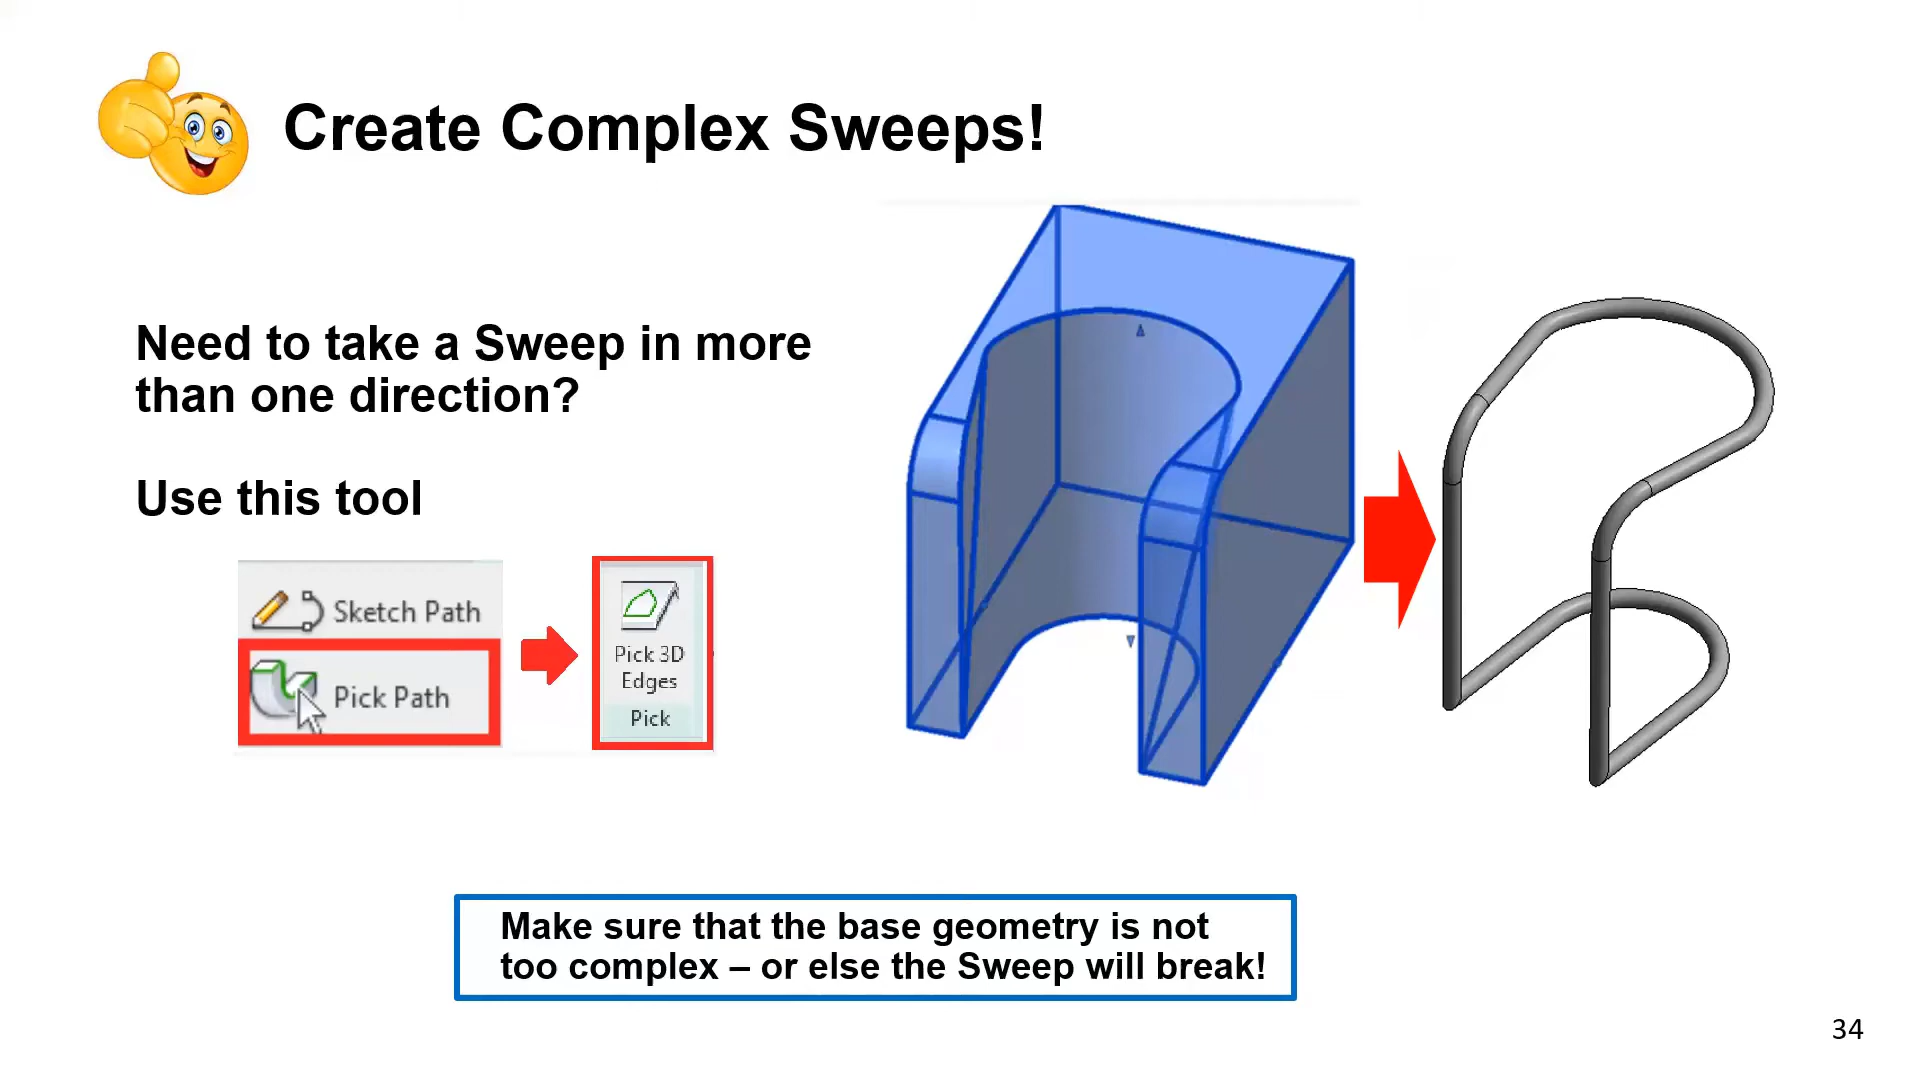 Create Complex Sweeps!
Need to take a Sweep in more
than one direction?
Use this tool
Sketch Path
Pick Path
Pick 3D
Edges
Pick
Make sure that the base geometry is not
too complex – or else the Sweep will break!
34